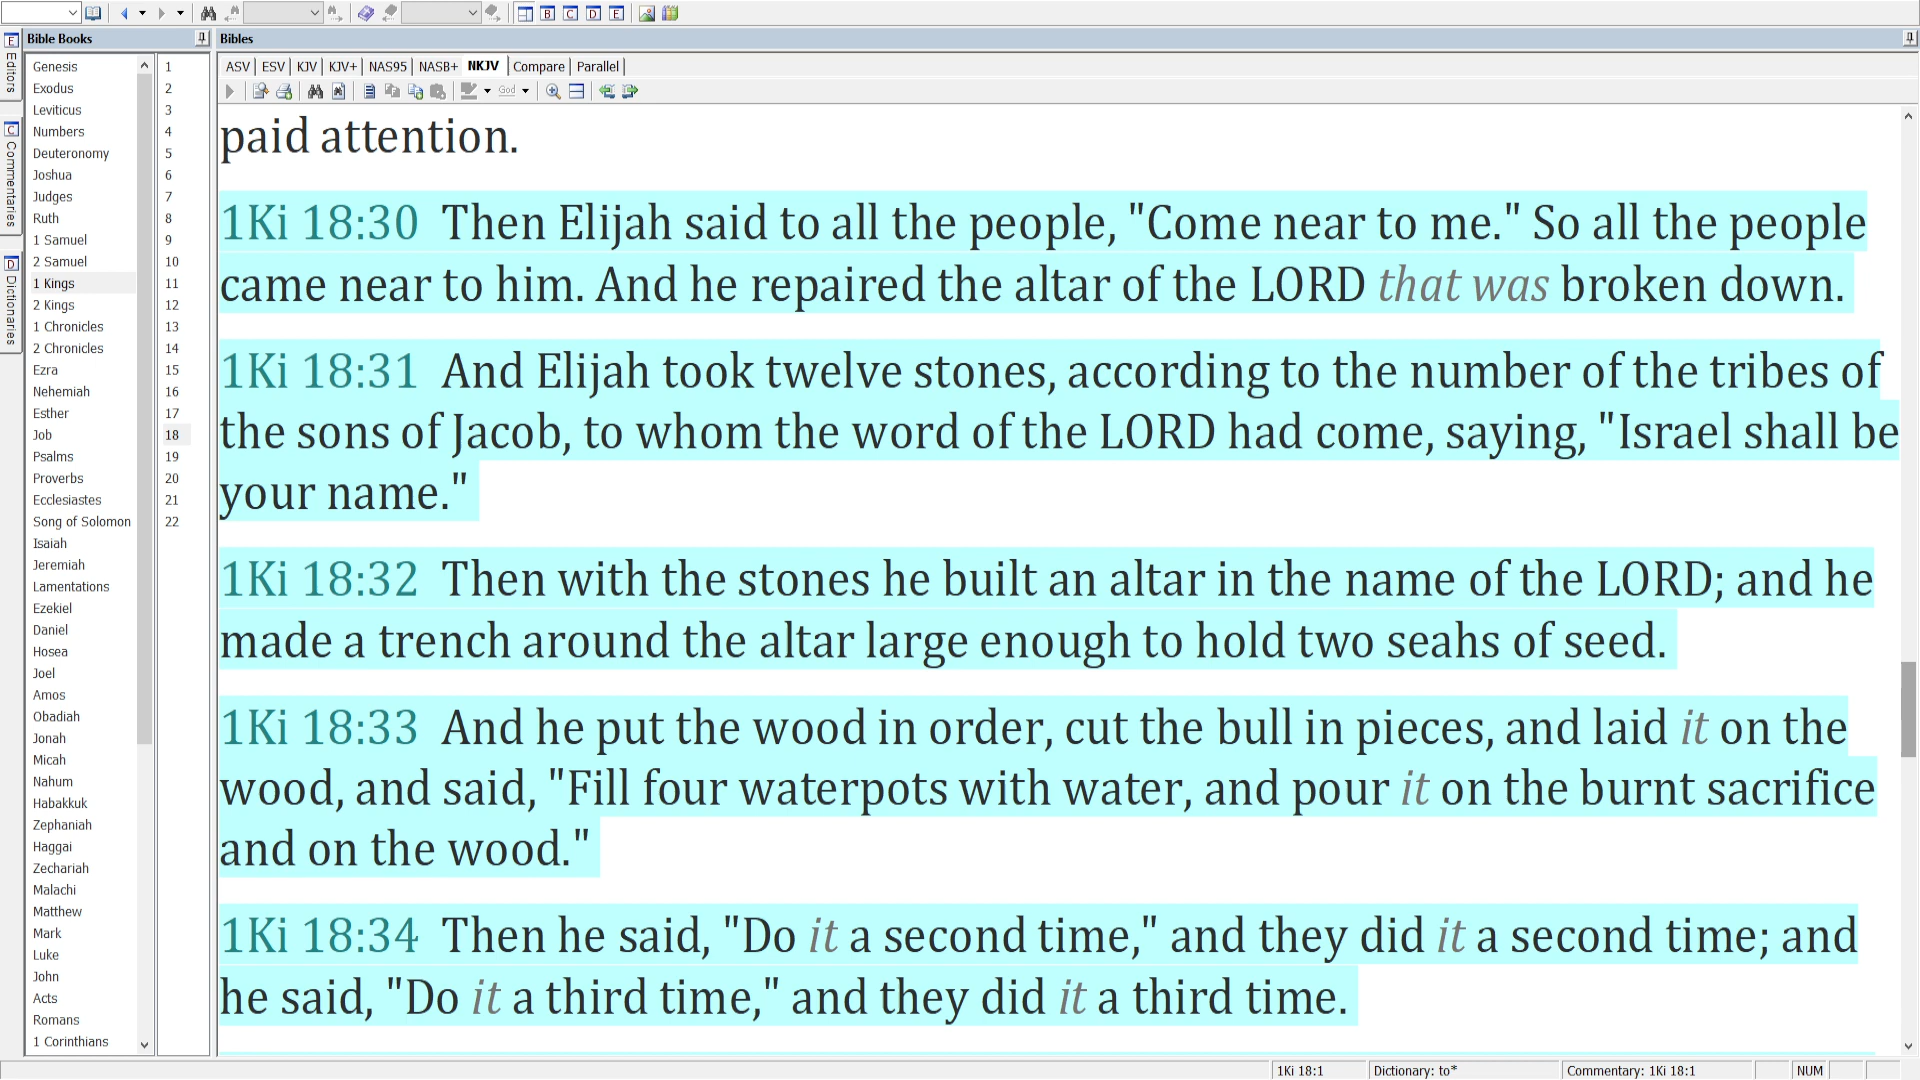 Bible Books
Bibles
E Editors
C Commentaries
D Dictionaries
B C D E
ASV ESV KJV KJV+ NAS95 NASB+ NKJV Compare Parallel
God
Genesis
Exodus
Leviticus
Numbers
Deuteronomy
Joshua
Judges
Ruth
1 Samuel
2 Samuel
1 Kings
2 Kings
1 Chronicles
2 Chronicles
Ezra
Nehemiah
Esther
Job
Psalms
Proverbs
Ecclesiastes
Song of Solomon
Isaiah
Jeremiah
Lamentations
Ezekiel
Daniel
Hosea
Joel
Amos
Obadiah
Jonah
Micah
Nahum
Habakkuk
Zephaniah
Haggai
Zechariah
Malachi
Matthew
Mark
Luke
John
Acts
Romans
1 Corinthians
1
2
3
4
5
6
7
8
9
10
11
12
13
14
15
16
17
18
19
20
21
22
paid attention.
1Ki 18:30 Then Elijah said to all the people, "Come near to me." So all the people
came near to him. And he repaired the altar of the LORD that was broken down.
1Ki 18:31 And Elijah took twelve stones, according to the number of the tribes of
the sons of Jacob, to whom the word of the LORD had come, saying, "Israel shall be
your name."
1Ki 18:32 Then with the stones he built an altar in the name of the LORD; and he
made a trench around the altar large enough to hold two seahs of seed.
1Ki 18:33 And he put the wood in order, cut the bull in pieces, and laid it on the
wood, and said, "Fill four waterpots with water, and pour it on the burnt sacrifice
and on the wood."
1Ki 18:34 Then he said, "Do it a second time," and they did it a second time; and
he said, "Do it a third time," and they did it a third time.
1Ki 18:1 Dictionary: to* Commentary: 1Ki 18:1 NUM